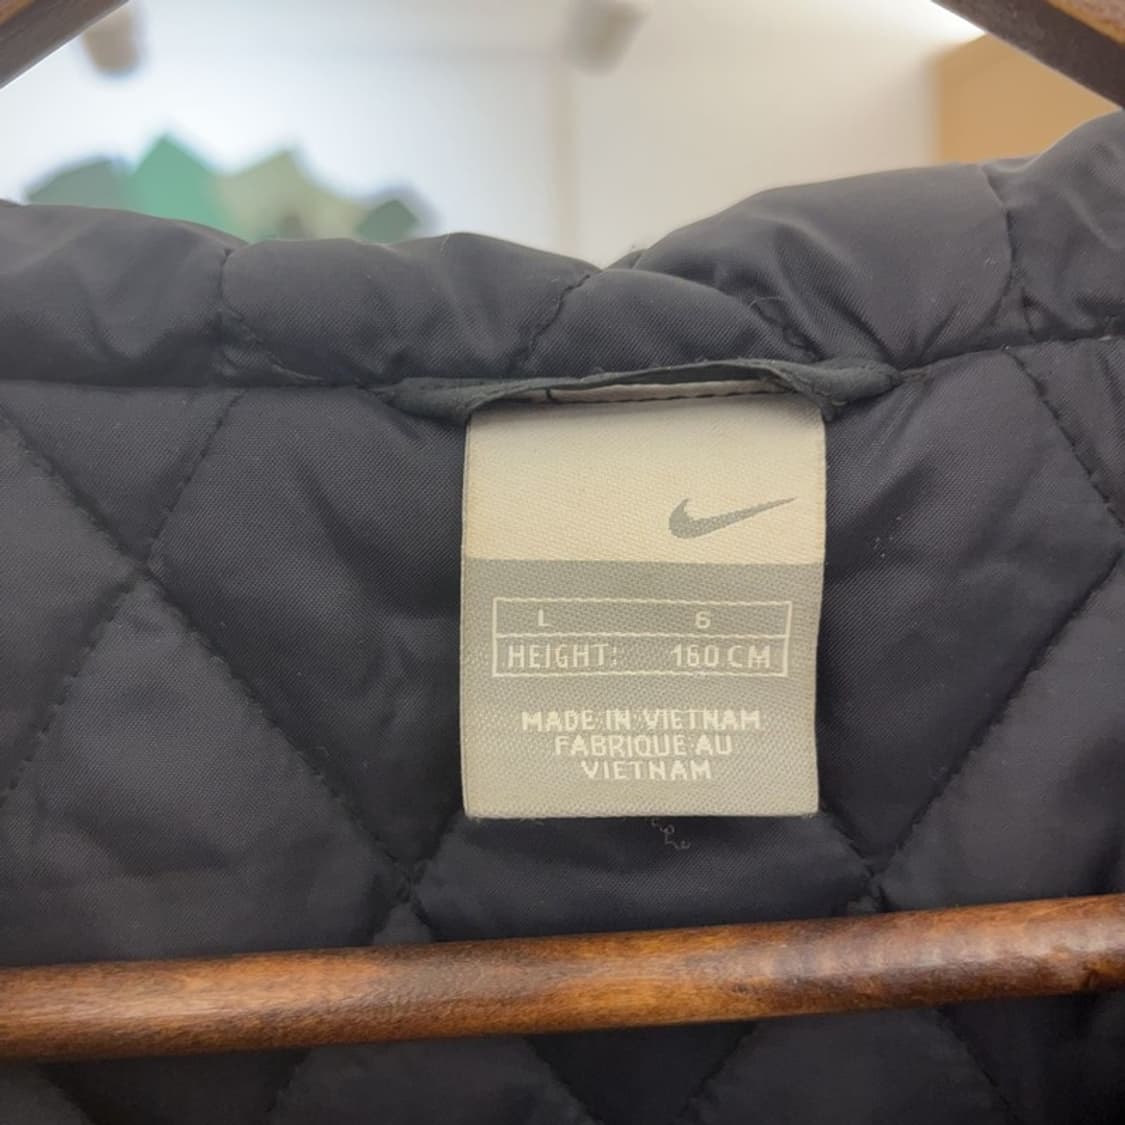 L 6
HEIGHT: 160 CM
MADE IN VIETNAM
FABRIQUE AU
VIETNAM